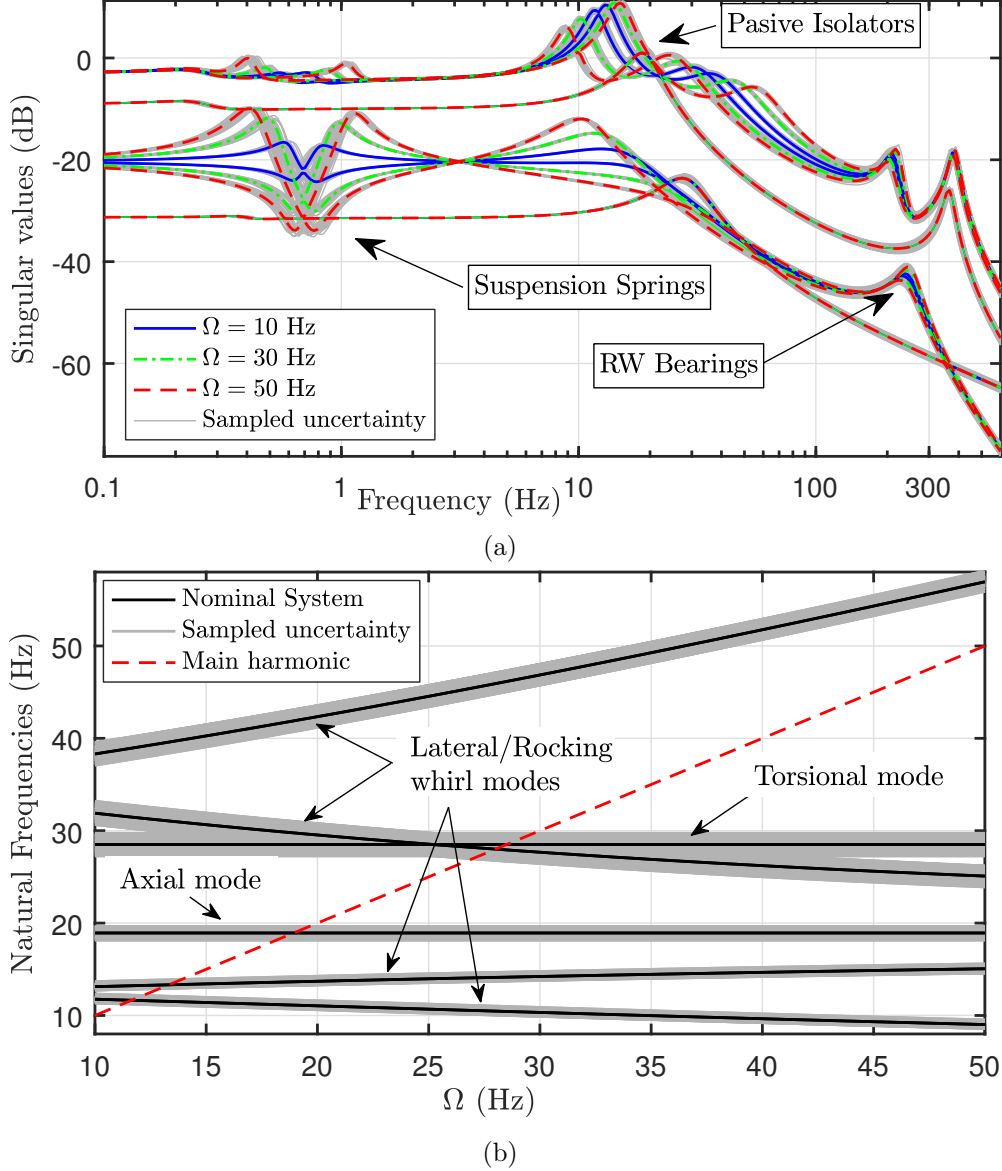 Pasive Isolators
0
-20
-40
-60
Singular values (dB)
Suspension Springs
RW Bearings
Ω = 10 Hz
Ω = 30 Hz
Ω = 50 Hz
Sampled uncertainty
0.1
1
10
100
300
Frequency (Hz)
(a)
Nominal System
Sampled uncertainty
Main harmonic
50
40
30
20
10
Natural Frequencies (Hz)
Lateral/Rocking
whirl modes
Torsional mode
Axial mode
10
15
20
25
30
35
40
45
50
Ω (Hz)
(b)